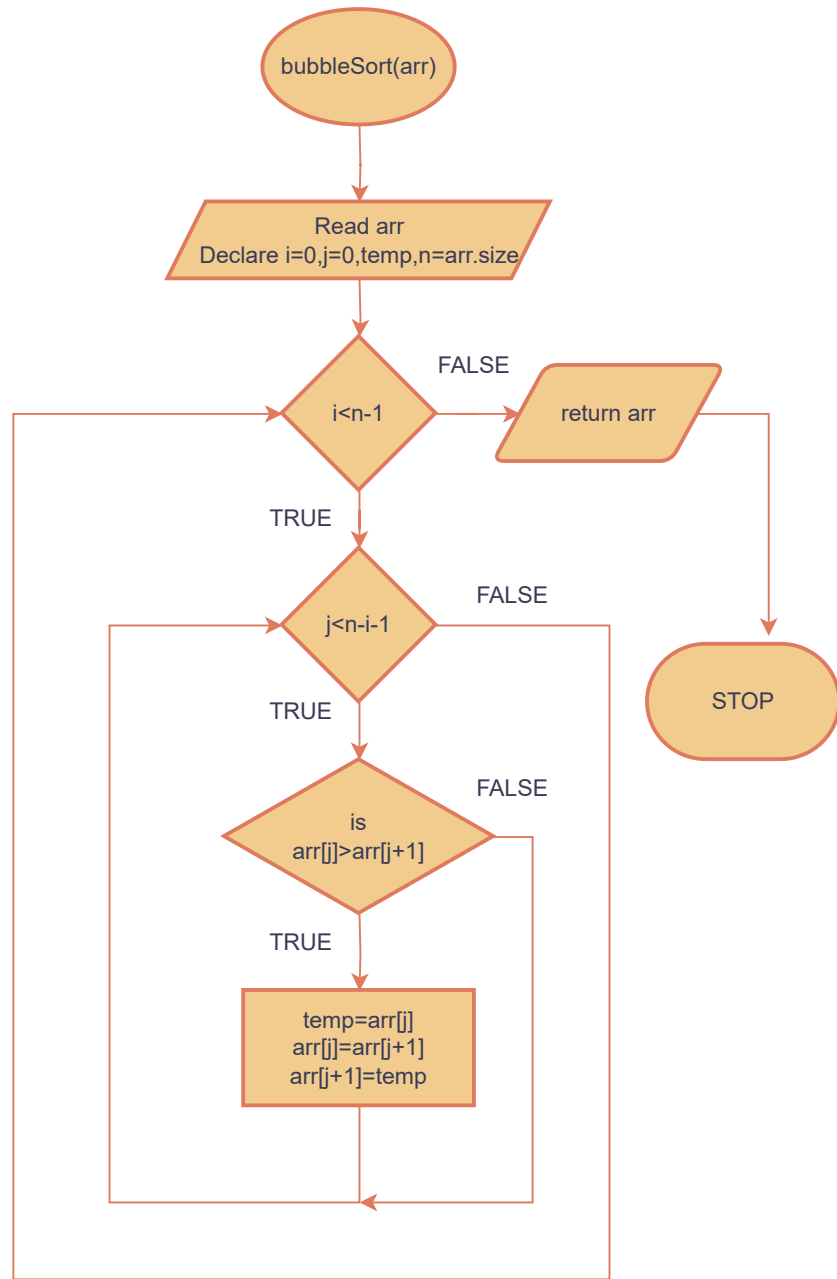 bubbleSort(arr)
Read arr
Declare i=0,j=0,temp,n=arr.size
i<n-1
FALSE
return arr
TRUE
j<n-i-1
FALSE
STOP
TRUE
is
arr[j]>arr[j+1]
FALSE
TRUE
temp=arr[j]
arr[j]=arr[j+1]
arr[j+1]=temp